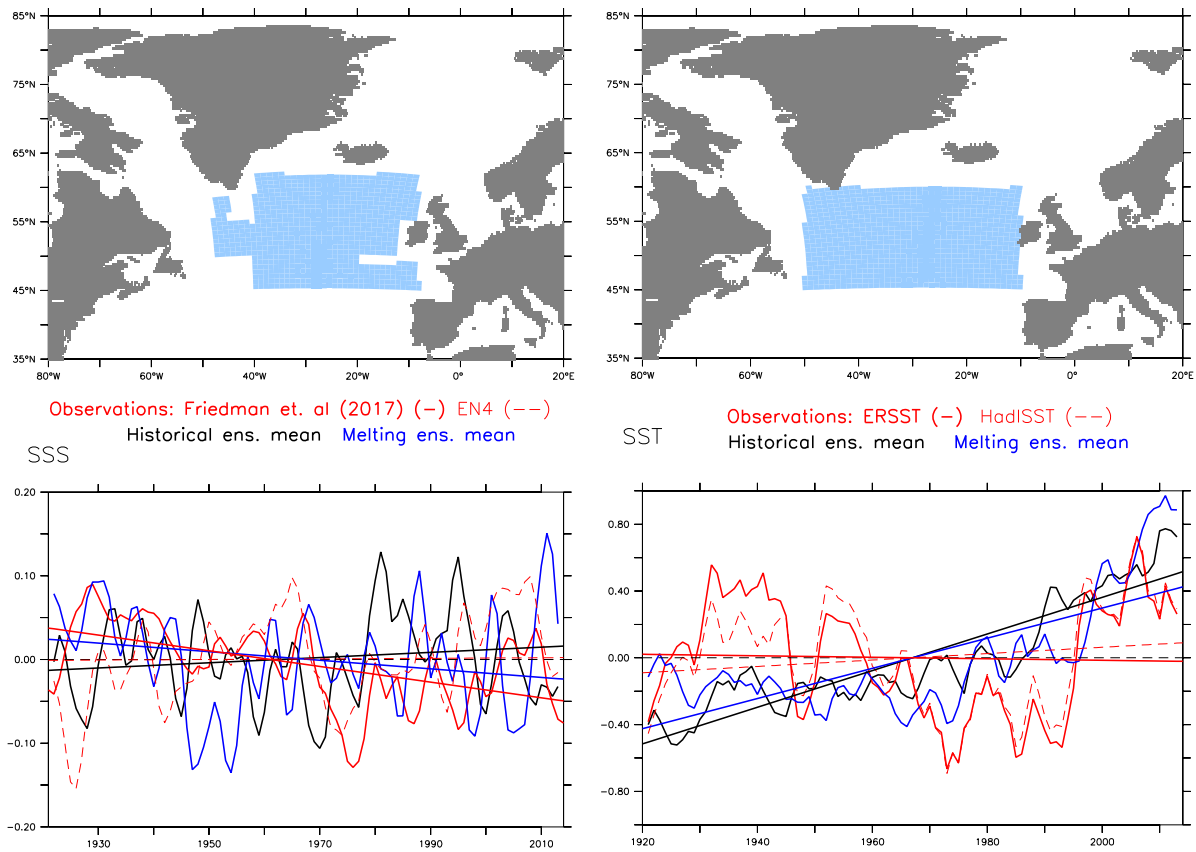 85°N
75°N
65°N
55°N
45°N
35°N
80°W 60°W 40°W 20°W 0° 20°E
85°N
75°N
65°N
55°N
45°N
35°N
80°W 60°W 40°W 20°W 0° 20°E
Observations: Friedman et. al (2017) (−) EN4 (−−)
Historical ens. mean Melting ens. mean
SSS
0.20
0.10
0.00
−0.10
−0.20
1930 1950 1970 1990 2010
Observations: ERSST (−) HadISST (−−)
SST
Historical ens. mean Melting ens. mean
0.80
0.40
0.00
−0.40
−0.80
1920 1940 1960 1980 2000